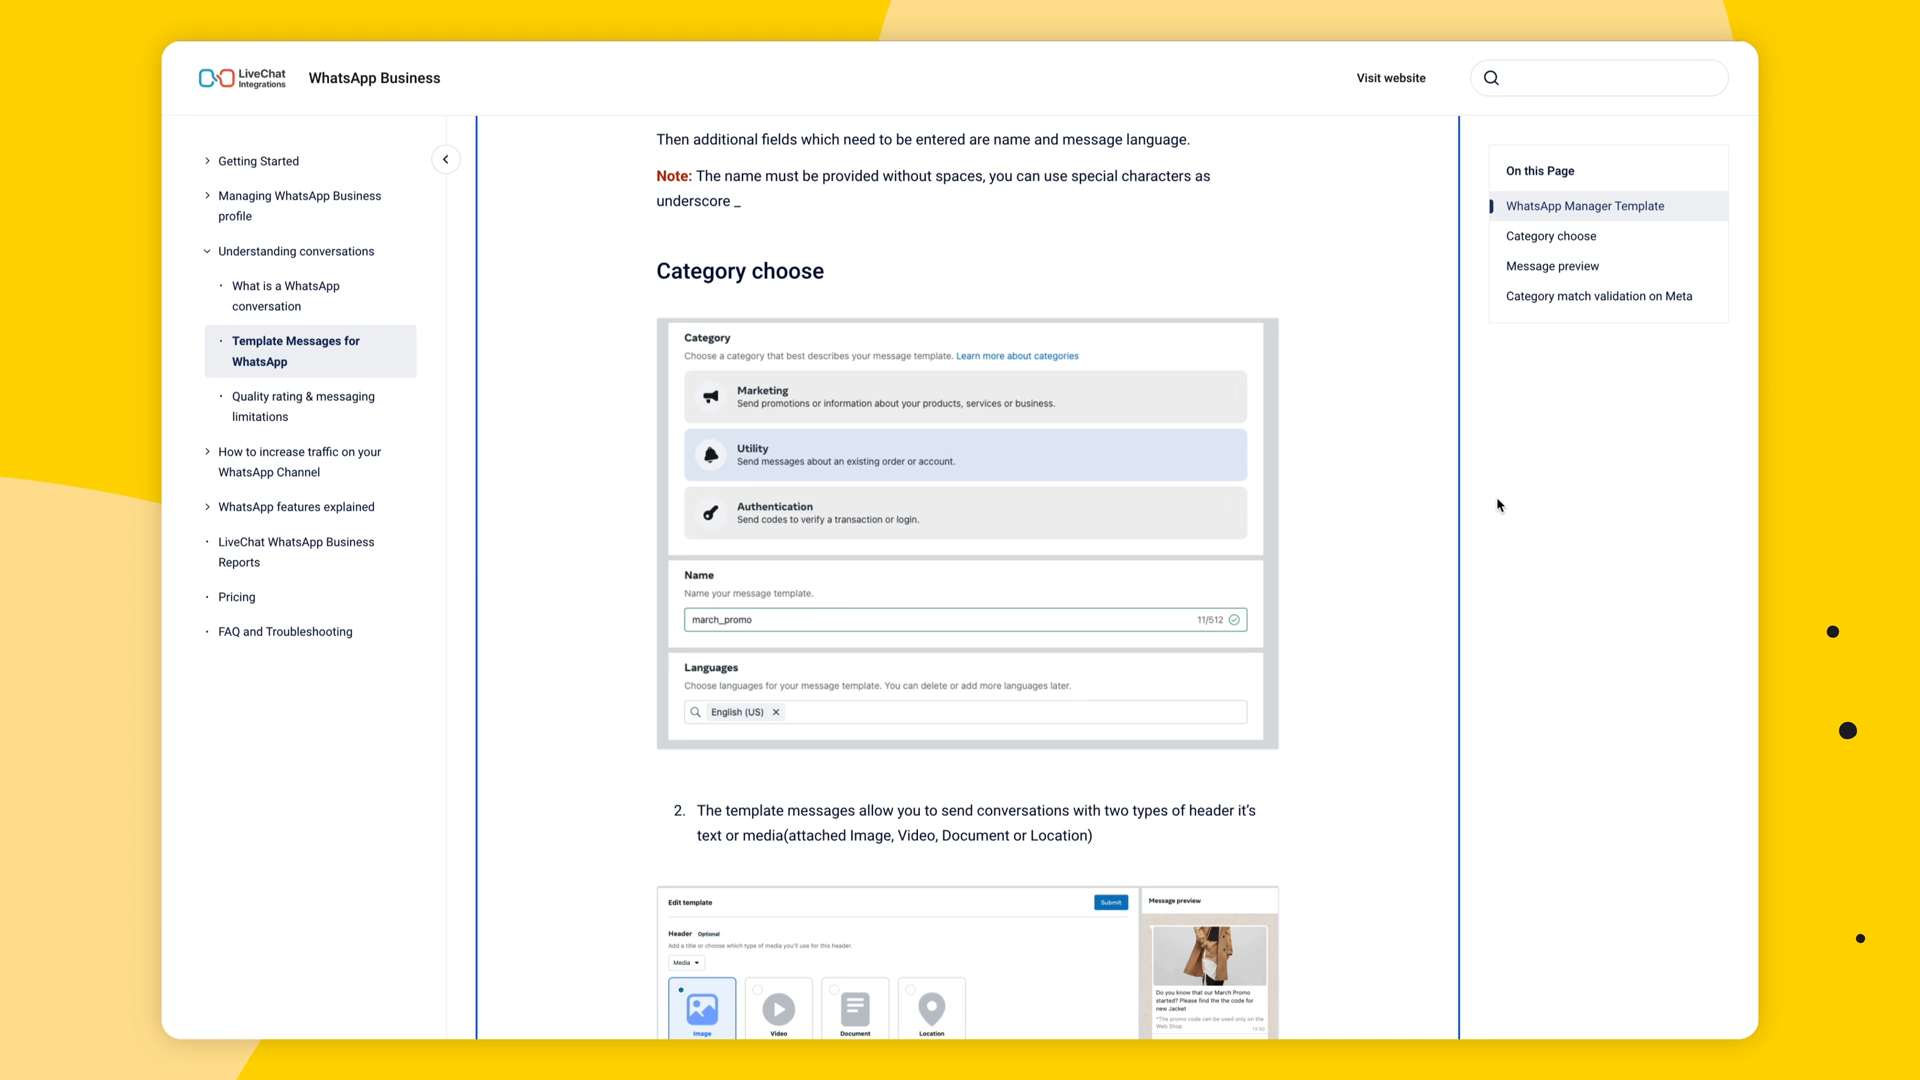 LiveChat
Integrations
WhatsApp Business
Visit website
Getting Started
Managing WhatsApp Business
profile
Understanding conversations
What is a WhatsApp
conversation
Template Messages for
WhatsApp
Quality rating & messaging
limitations
How to increase traffic on your
WhatsApp Channel
WhatsApp features explained
LiveChat WhatsApp Business
Reports
Pricing
FAQ and Troubleshooting
Then additional fields which need to be entered are name and message language.
Note: The name must be provided without spaces, you can use special characters as
underscore _
Category choose
Category
Choose a category that best describes your message template. Learn more about categories
Marketing
Send promotions or information about your products, services or business.
Utility
Send messages about an existing order or account.
Authentication
Send codes to verify a transaction or login.
Name
Name your message template.
march_promo 11/512
Languages
Choose languages for your message template. You can delete or add more languages later.
English (US)
2. The template messages allow you to send conversations with two types of header it's
text or media(attached Image, Video, Document or Location)
Edit template Submit
Header Optional
Add a title or choose which type of media you'll use for this header.
Media
Image Video Document Location
Message preview
Do you know that our March Promo
started? Please find the the code for
new Jacket
*The promo code can be used only on the
Web Shop
13:50
On this Page
WhatsApp Manager Template
Category choose
Message preview
Category match validation on Meta